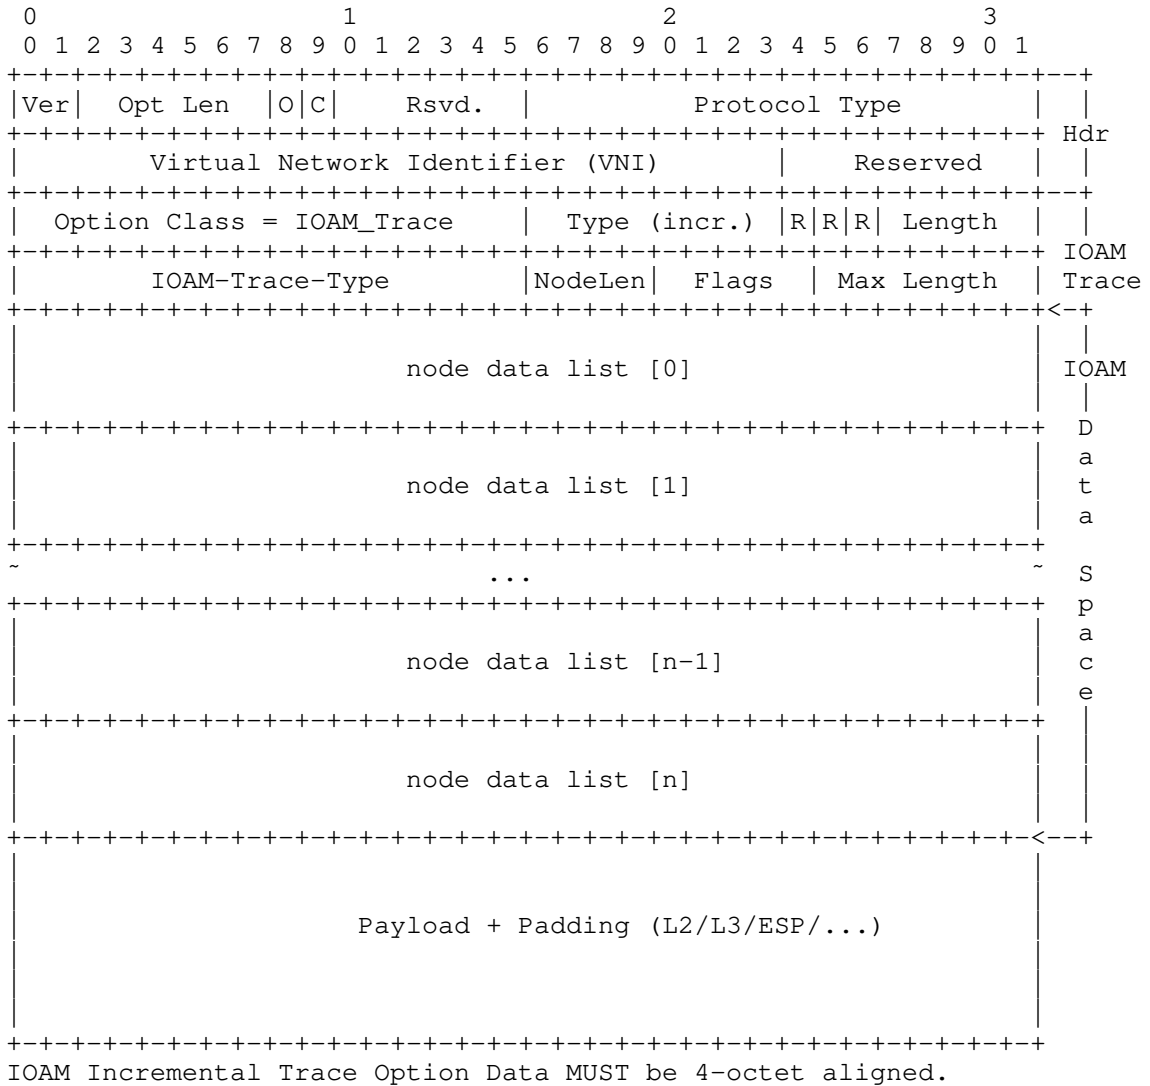 0                   1                   2                   3
 0 1 2 3 4 5 6 7 8 9 0 1 2 3 4 5 6 7 8 9 0 1 2 3 4 5 6 7 8 9 0 1
+-+-+-+-+-+-+-+-+-+-+-+-+-+-+-+-+-+-+-+-+-+-+-+-+-+-+-+-+-+-+-+-+--+
|Ver|  Opt Len  |O|C|    Rsvd.  |          Protocol Type        |  |
+-+-+-+-+-+-+-+-+-+-+-+-+-+-+-+-+-+-+-+-+-+-+-+-+-+-+-+-+-+-+-+-+ Hdr
|        Virtual Network Identifier (VNI)       |    Reserved   |  |
+-+-+-+-+-+-+-+-+-+-+-+-+-+-+-+-+-+-+-+-+-+-+-+-+-+-+-+-+-+-+-+-+--+
|  Option Class = IOAM_Trace    |  Type (incr.) |R|R|R| Length  |  |
+-+-+-+-+-+-+-+-+-+-+-+-+-+-+-+-+-+-+-+-+-+-+-+-+-+-+-+-+-+-+-+-+ IOAM
|        IOAM-Trace-Type        |NodeLen|  Flags  | Max Length  | Trace
+-+-+-+-+-+-+-+-+-+-+-+-+-+-+-+-+-+-+-+-+-+-+-+-+-+-+-+-+-+-+-+-+<-+
|                                                               |  |
|                        node data list [0]                     | IOAM
|                                                               |  |
+-+-+-+-+-+-+-+-+-+-+-+-+-+-+-+-+-+-+-+-+-+-+-+-+-+-+-+-+-+-+-+-+  D
|                                                               |  a
|                        node data list [1]                     |  t
|                                                               |  a
+-+-+-+-+-+-+-+-+-+-+-+-+-+-+-+-+-+-+-+-+-+-+-+-+-+-+-+-+-+-+-+-+
~                             ...                               ~  S
+-+-+-+-+-+-+-+-+-+-+-+-+-+-+-+-+-+-+-+-+-+-+-+-+-+-+-+-+-+-+-+-+  p
|                                                               |  a
|                        node data list [n-1]                   |  c
|                                                               |  e
+-+-+-+-+-+-+-+-+-+-+-+-+-+-+-+-+-+-+-+-+-+-+-+-+-+-+-+-+-+-+-+-+  |
|                                                               |  |
|                        node data list [n]                     |  |
|                                                               |  |
+-+-+-+-+-+-+-+-+-+-+-+-+-+-+-+-+-+-+-+-+-+-+-+-+-+-+-+-+-+-+-+-<--+
|                                                               |
|                                                               |
|                     Payload + Padding (L2/L3/ESP/...)         |
|                                                               |
|                                                               |
|                                                               |
+-+-+-+-+-+-+-+-+-+-+-+-+-+-+-+-+-+-+-+-+-+-+-+-+-+-+-+-+-+-+-+-+
IOAM Incremental Trace Option Data MUST be 4-octet aligned.